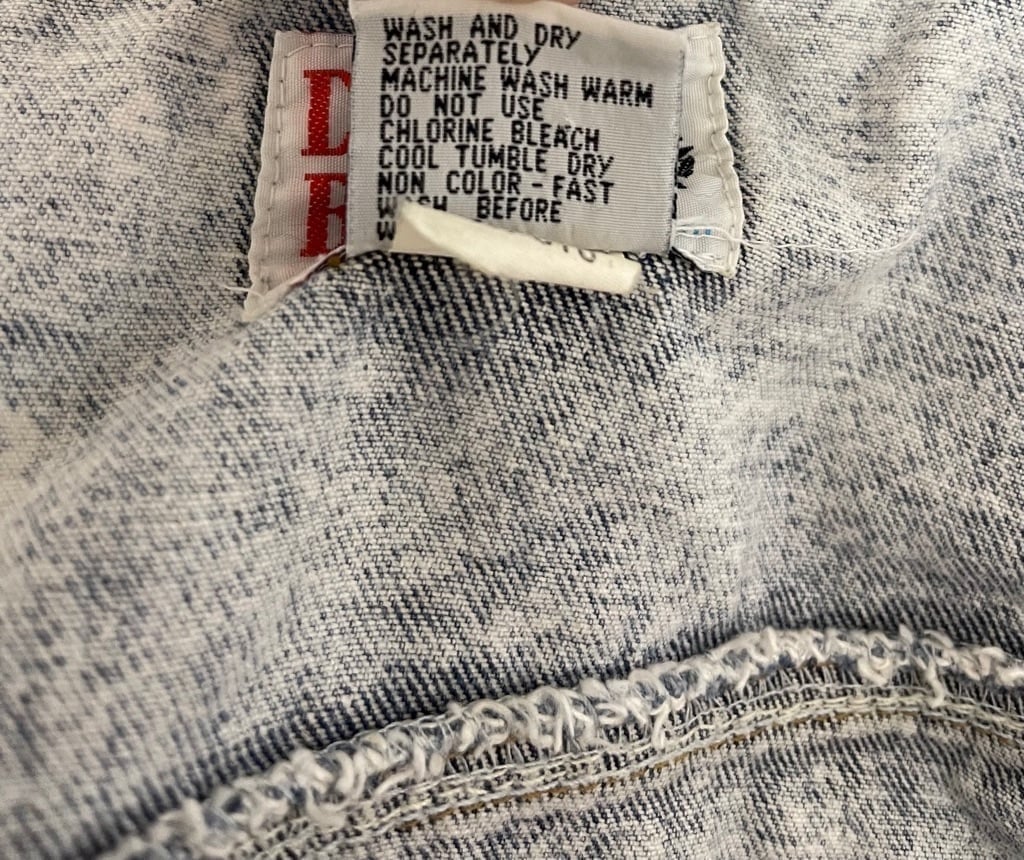 WASH AND DRY
SEPARATELY
MACHINE WASH WARM
DO NOT USE
CHLORINE BLEACH
COOL TUMBLE DRY
NON COLOR-FAST
BEFORE